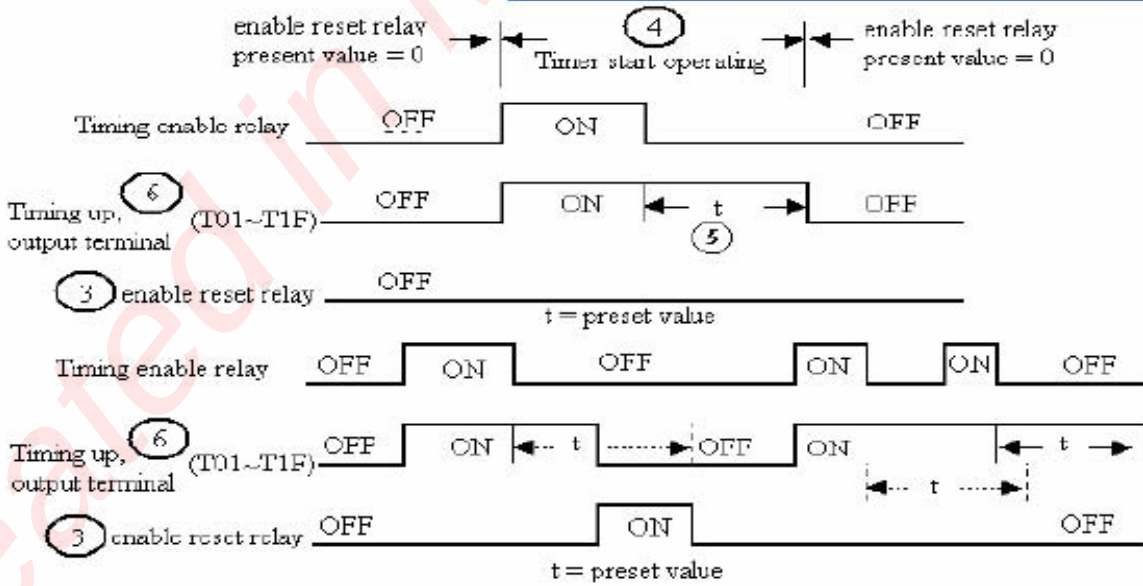 enable reset relay
present value = 0
4
Timer start operating
enable reset relay
present value = 0
Timing enable relay OFF ON OFF
Timing up, 6 (T01~T1F) OFF ON t OFF
output terminal
5
3 enable reset relay OFF
t = preset value
Timing enable relay OFF ON OFF ON ON OFF
Timing up, 6 (T01~T1F) OFF ON t OFF ON t
output terminal
t
3 enable reset relay OFF ON OFF
t = preset value